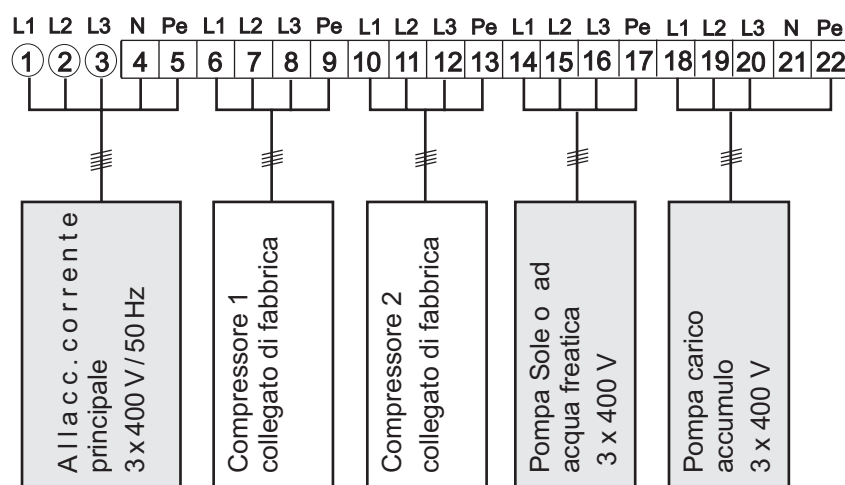 L1 L2 L3 N Pe L1 L2 L3 Pe L1 L2 L3 Pe L1 L2 L3 Pe L1 L2 L3 N Pe
1 2 3 4 5 6 7 8 9 10 11 12 13 14 15 16 17 18 19 20 21 22
Allacc.corrente
principale
3 x 400 V / 50 Hz
Compressore 1
collegato di fabbrica
Compressore 2
collegato di fabbrica
Pompa Sole o ad
acqua freatica
3 x 400 V
Pompa carico
accumulo
3 x 400 V